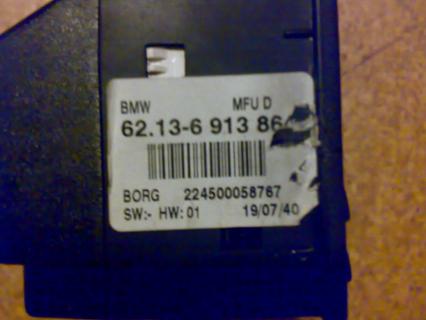 BMW MFU D
62.13-6 913 86
BORG 224500058767
SW:- HW: 01 19/07/40